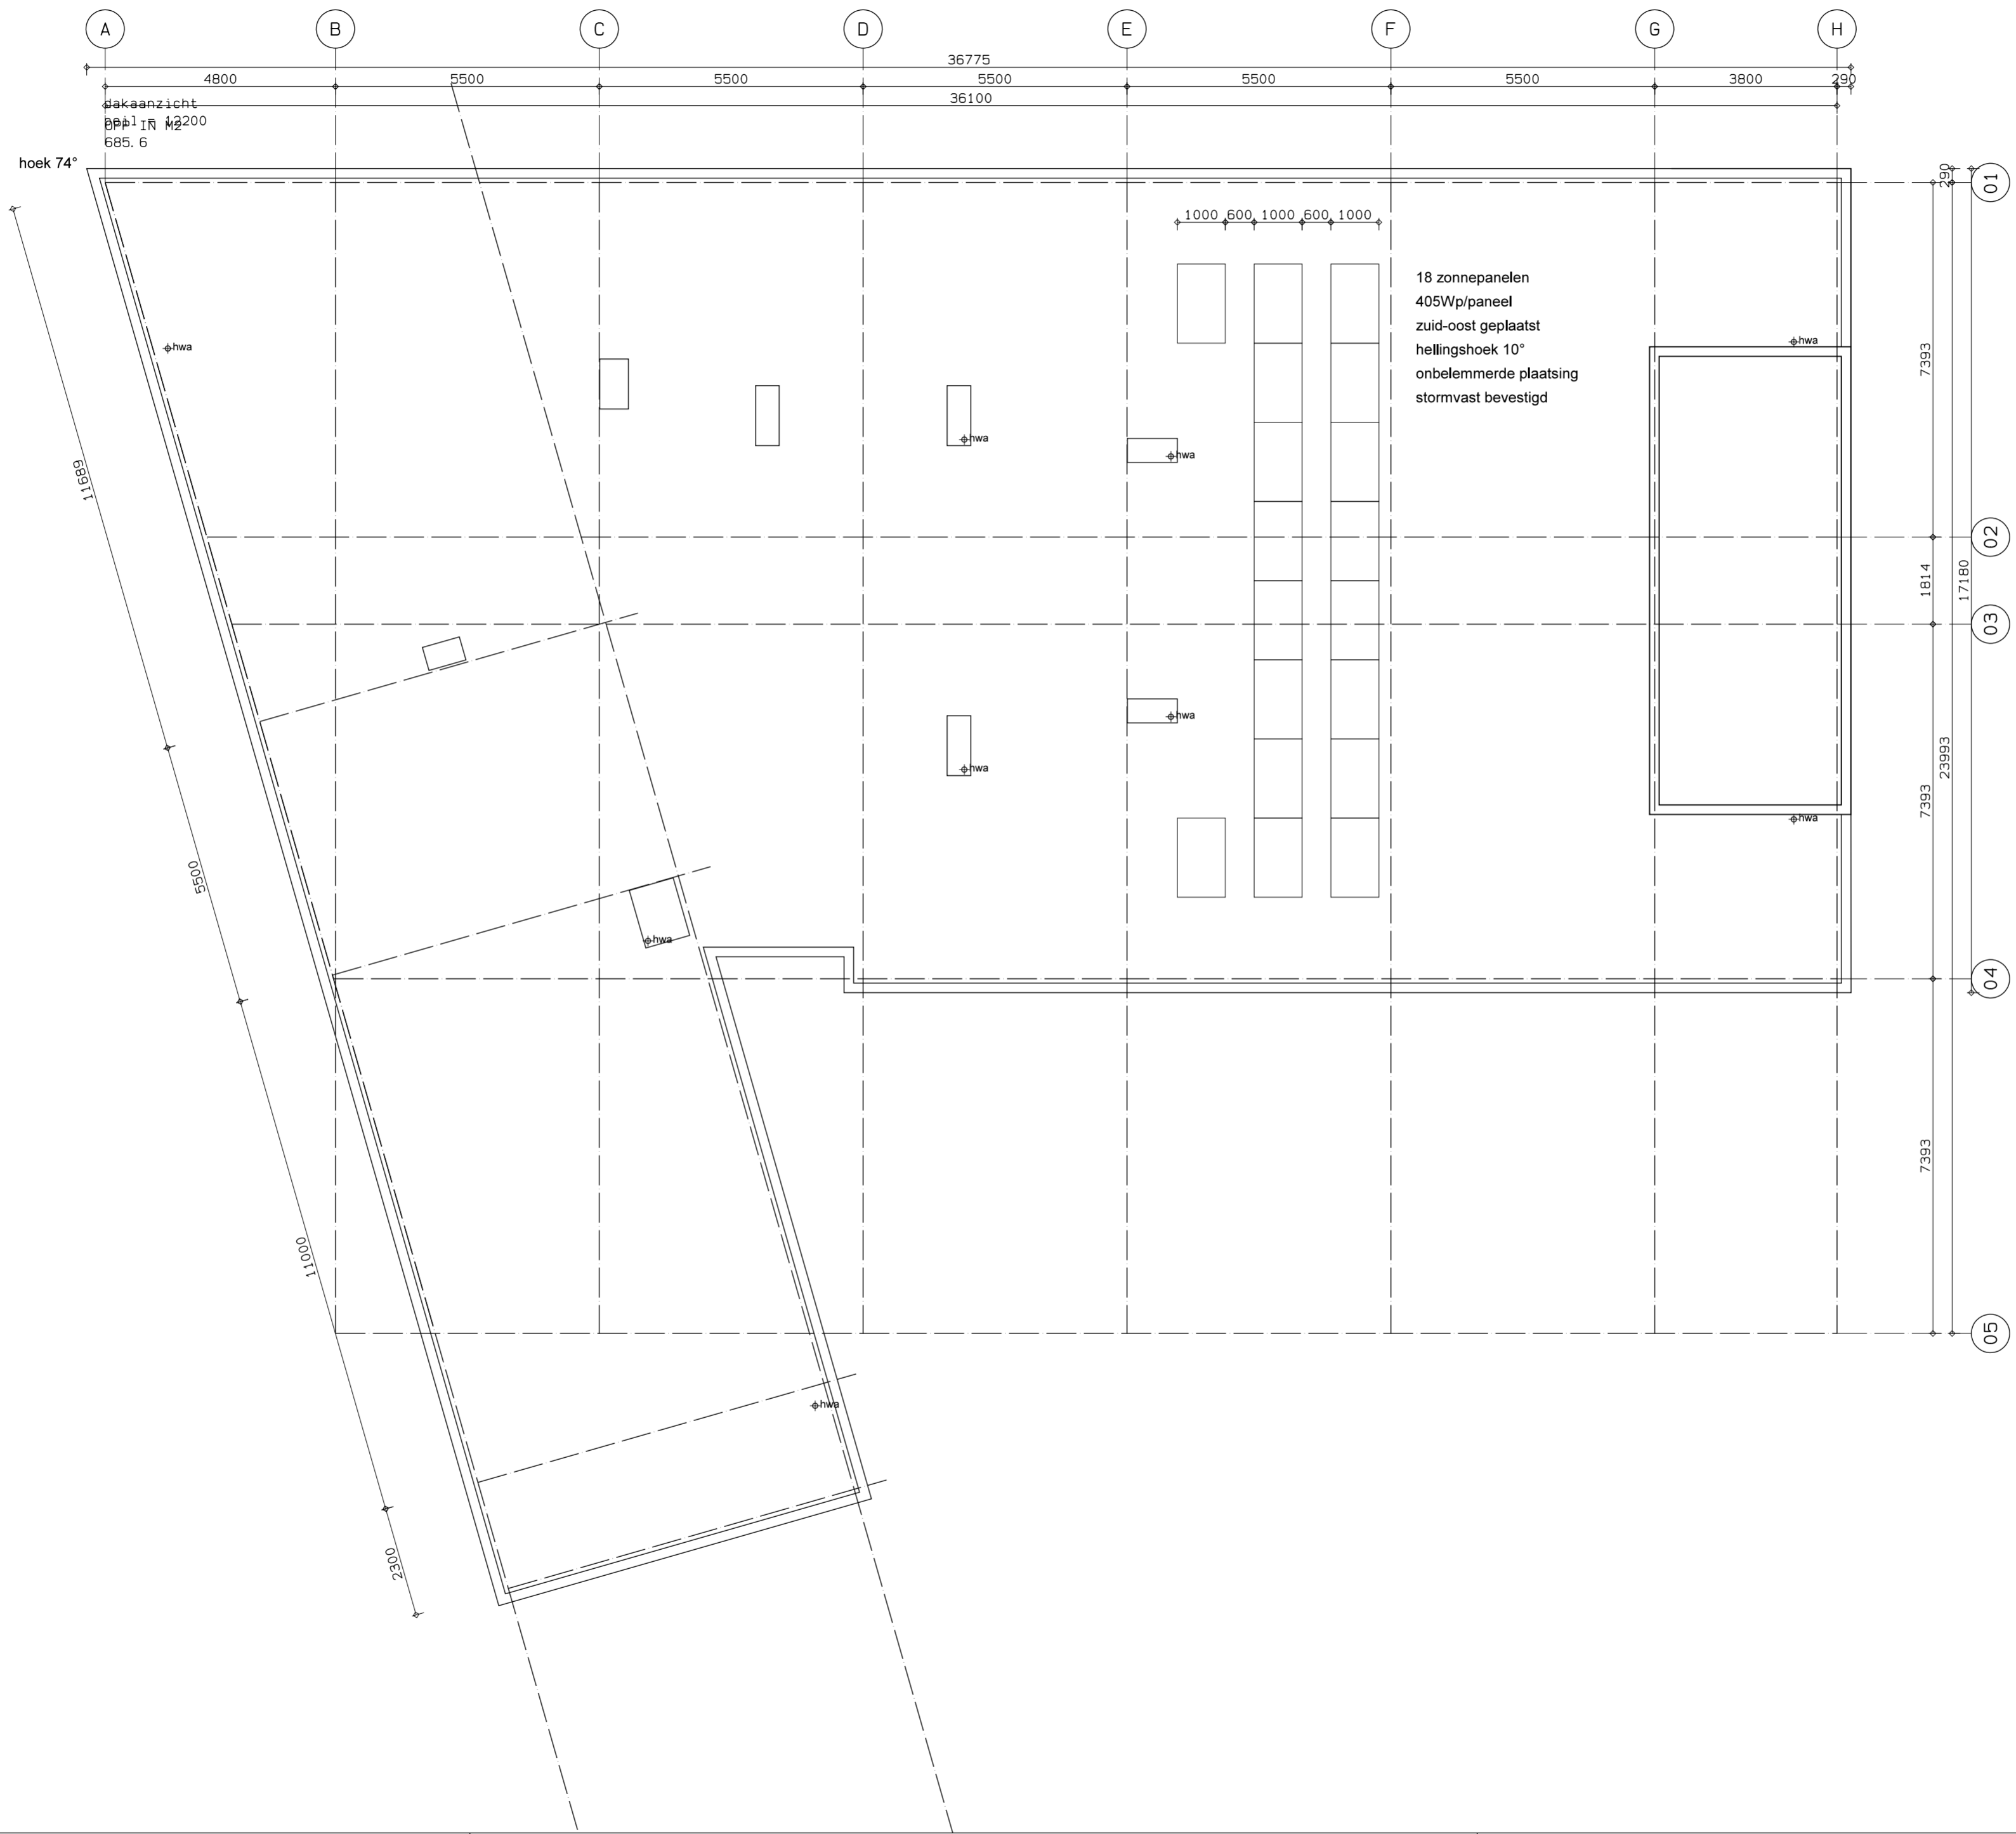 A B C D E F G H
36775
4800 5500 5500 5500 5500 5500 3800 290
36100
dakaanzicht
peil = 12200
OPP IN M2
685.6
hoek 74°
290
01
1000 600 1000 600 1000
18 zonnepanelen
405Wp/paneel
zuid-oost geplaatst
hellingshoek 10°
onbelemmerde plaatsing
stormvast bevestigd
hwa
hwa
7393
hwa
hwa
11689
02
1814
17180
03
hwa
hwa
23993
7393
hwa
5500
hwa
04
7393
11000
05
hwa
2300